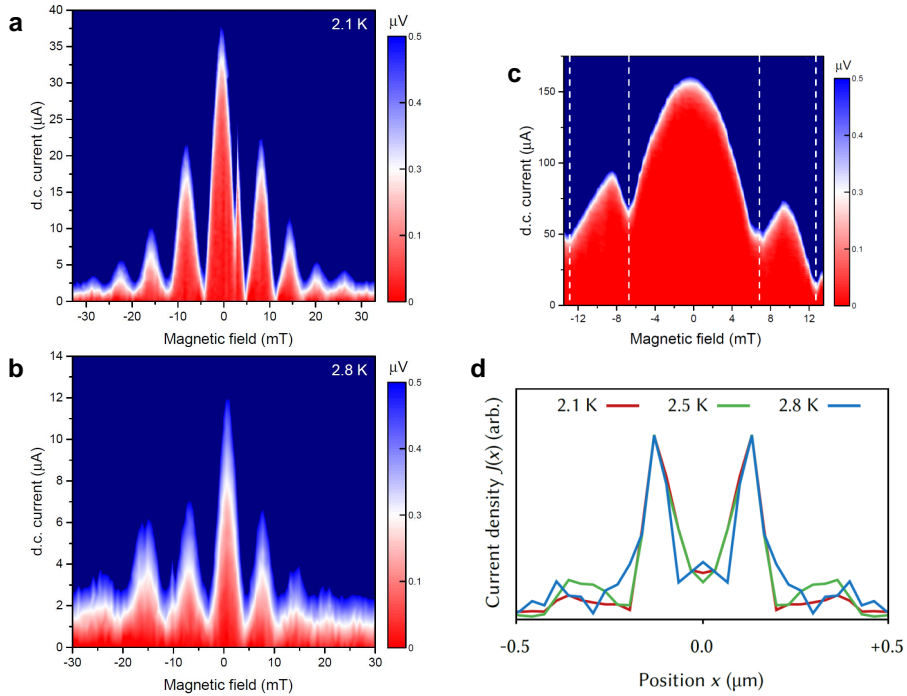 a
2.1 K
μV
40
35
30
25
20
15
10
5
0
d.c. current (μA)
-30 -20 -10 0 10 20 30
Magnetic field (mT)
0.5
0.4
0.3
0.1
0
b
2.8 K
μV
14
12
10
8
6
4
2
0
d.c. current (μA)
-30 -20 -10 0 10 20 30
Magnetic field (mT)
0.5
0.4
0.3
0.1
0
c
μV
150
100
50
0
d.c. current (μA)
-12 -8 -4 0 4 8 12
Magnetic field (mT)
0.5
0.4
0.3
0.1
0
d
2.1 K 2.5 K 2.8 K
Current density J(x) (arb.)
-0.5 0.0 +0.5
Position x (μm)